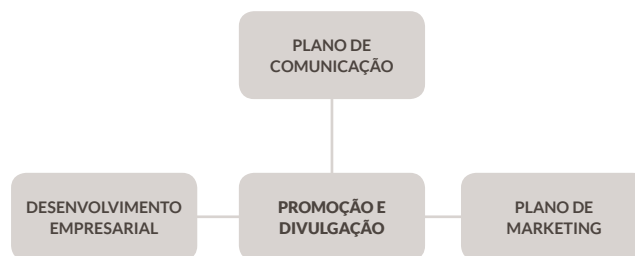 PLANO DE
COMUNICAÇÃO
DESENVOLVIMENTO
EMPRESARIAL
PROMOÇÃO E
DIVULGAÇÃO
PLANO DE
MARKETING